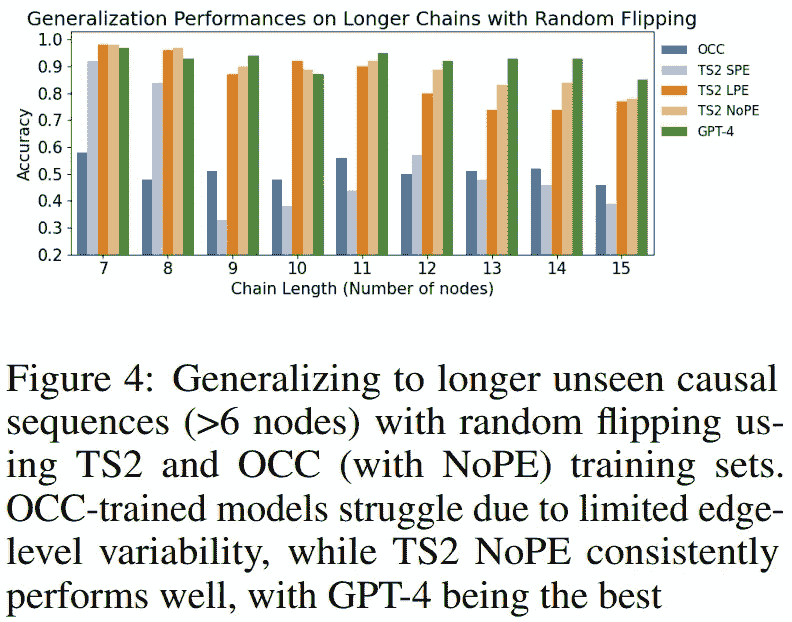 Generalization Performances on Longer Chains with Random Flipping
1.0
0.9
0.8
0.7
0.6
0.5
0.4
0.3
0.2
Accuracy
7 8 9 10 11 12 13 14 15
Chain Length (Number of nodes)
OCC
TS2 SPE
TS2 LPE
TS2 NoPE
GPT-4
Figure 4: Generalizing to longer unseen causal
sequences (>6 nodes) with random flipping us-
ing TS2 and OCC (with NoPE) training sets.
OCC-trained models struggle due to limited edge-
level variability, while TS2 NoPE consistently
performs well, with GPT-4 being the best